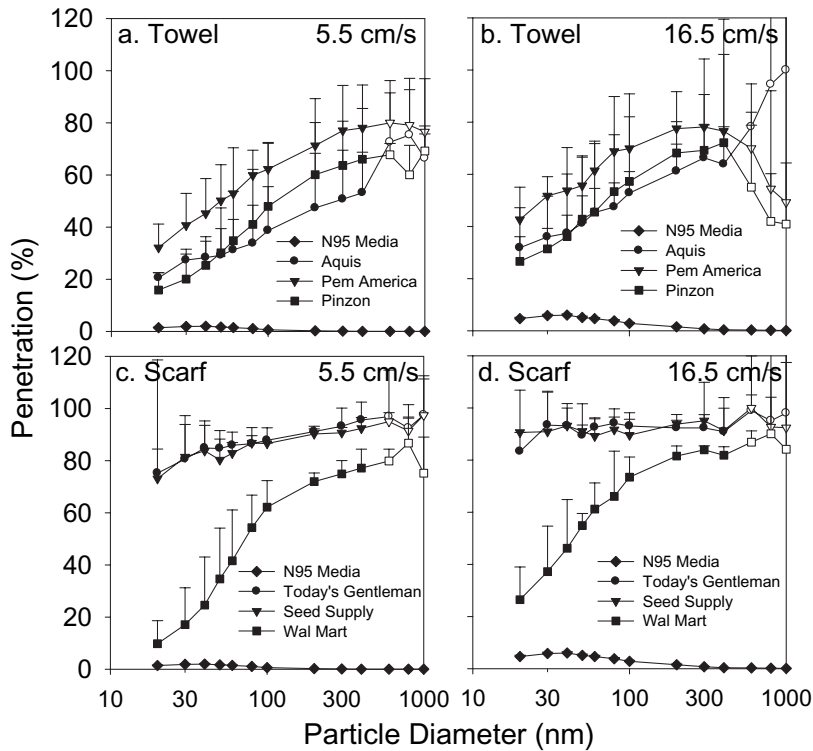 a. Towel 5.5 cm/s
b. Towel 16.5 cm/s
120
100
80
60
40
20
0
N95 Media
Aquis
Pem America
Pinzon
N95 Media
Aquis
Pem America
Pinzon
Penetration (%)
c. Scarf 5.5 cm/s
d. Scarf 16.5 cm/s
120
100
80
60
40
20
0
N95 Media
Today's Gentleman
Seed Supply
Wal Mart
N95 Media
Today's Gentleman
Seed Supply
Wal Mart
10 30 100 300 1000
10 30 100 300 1000
Particle Diameter (nm)